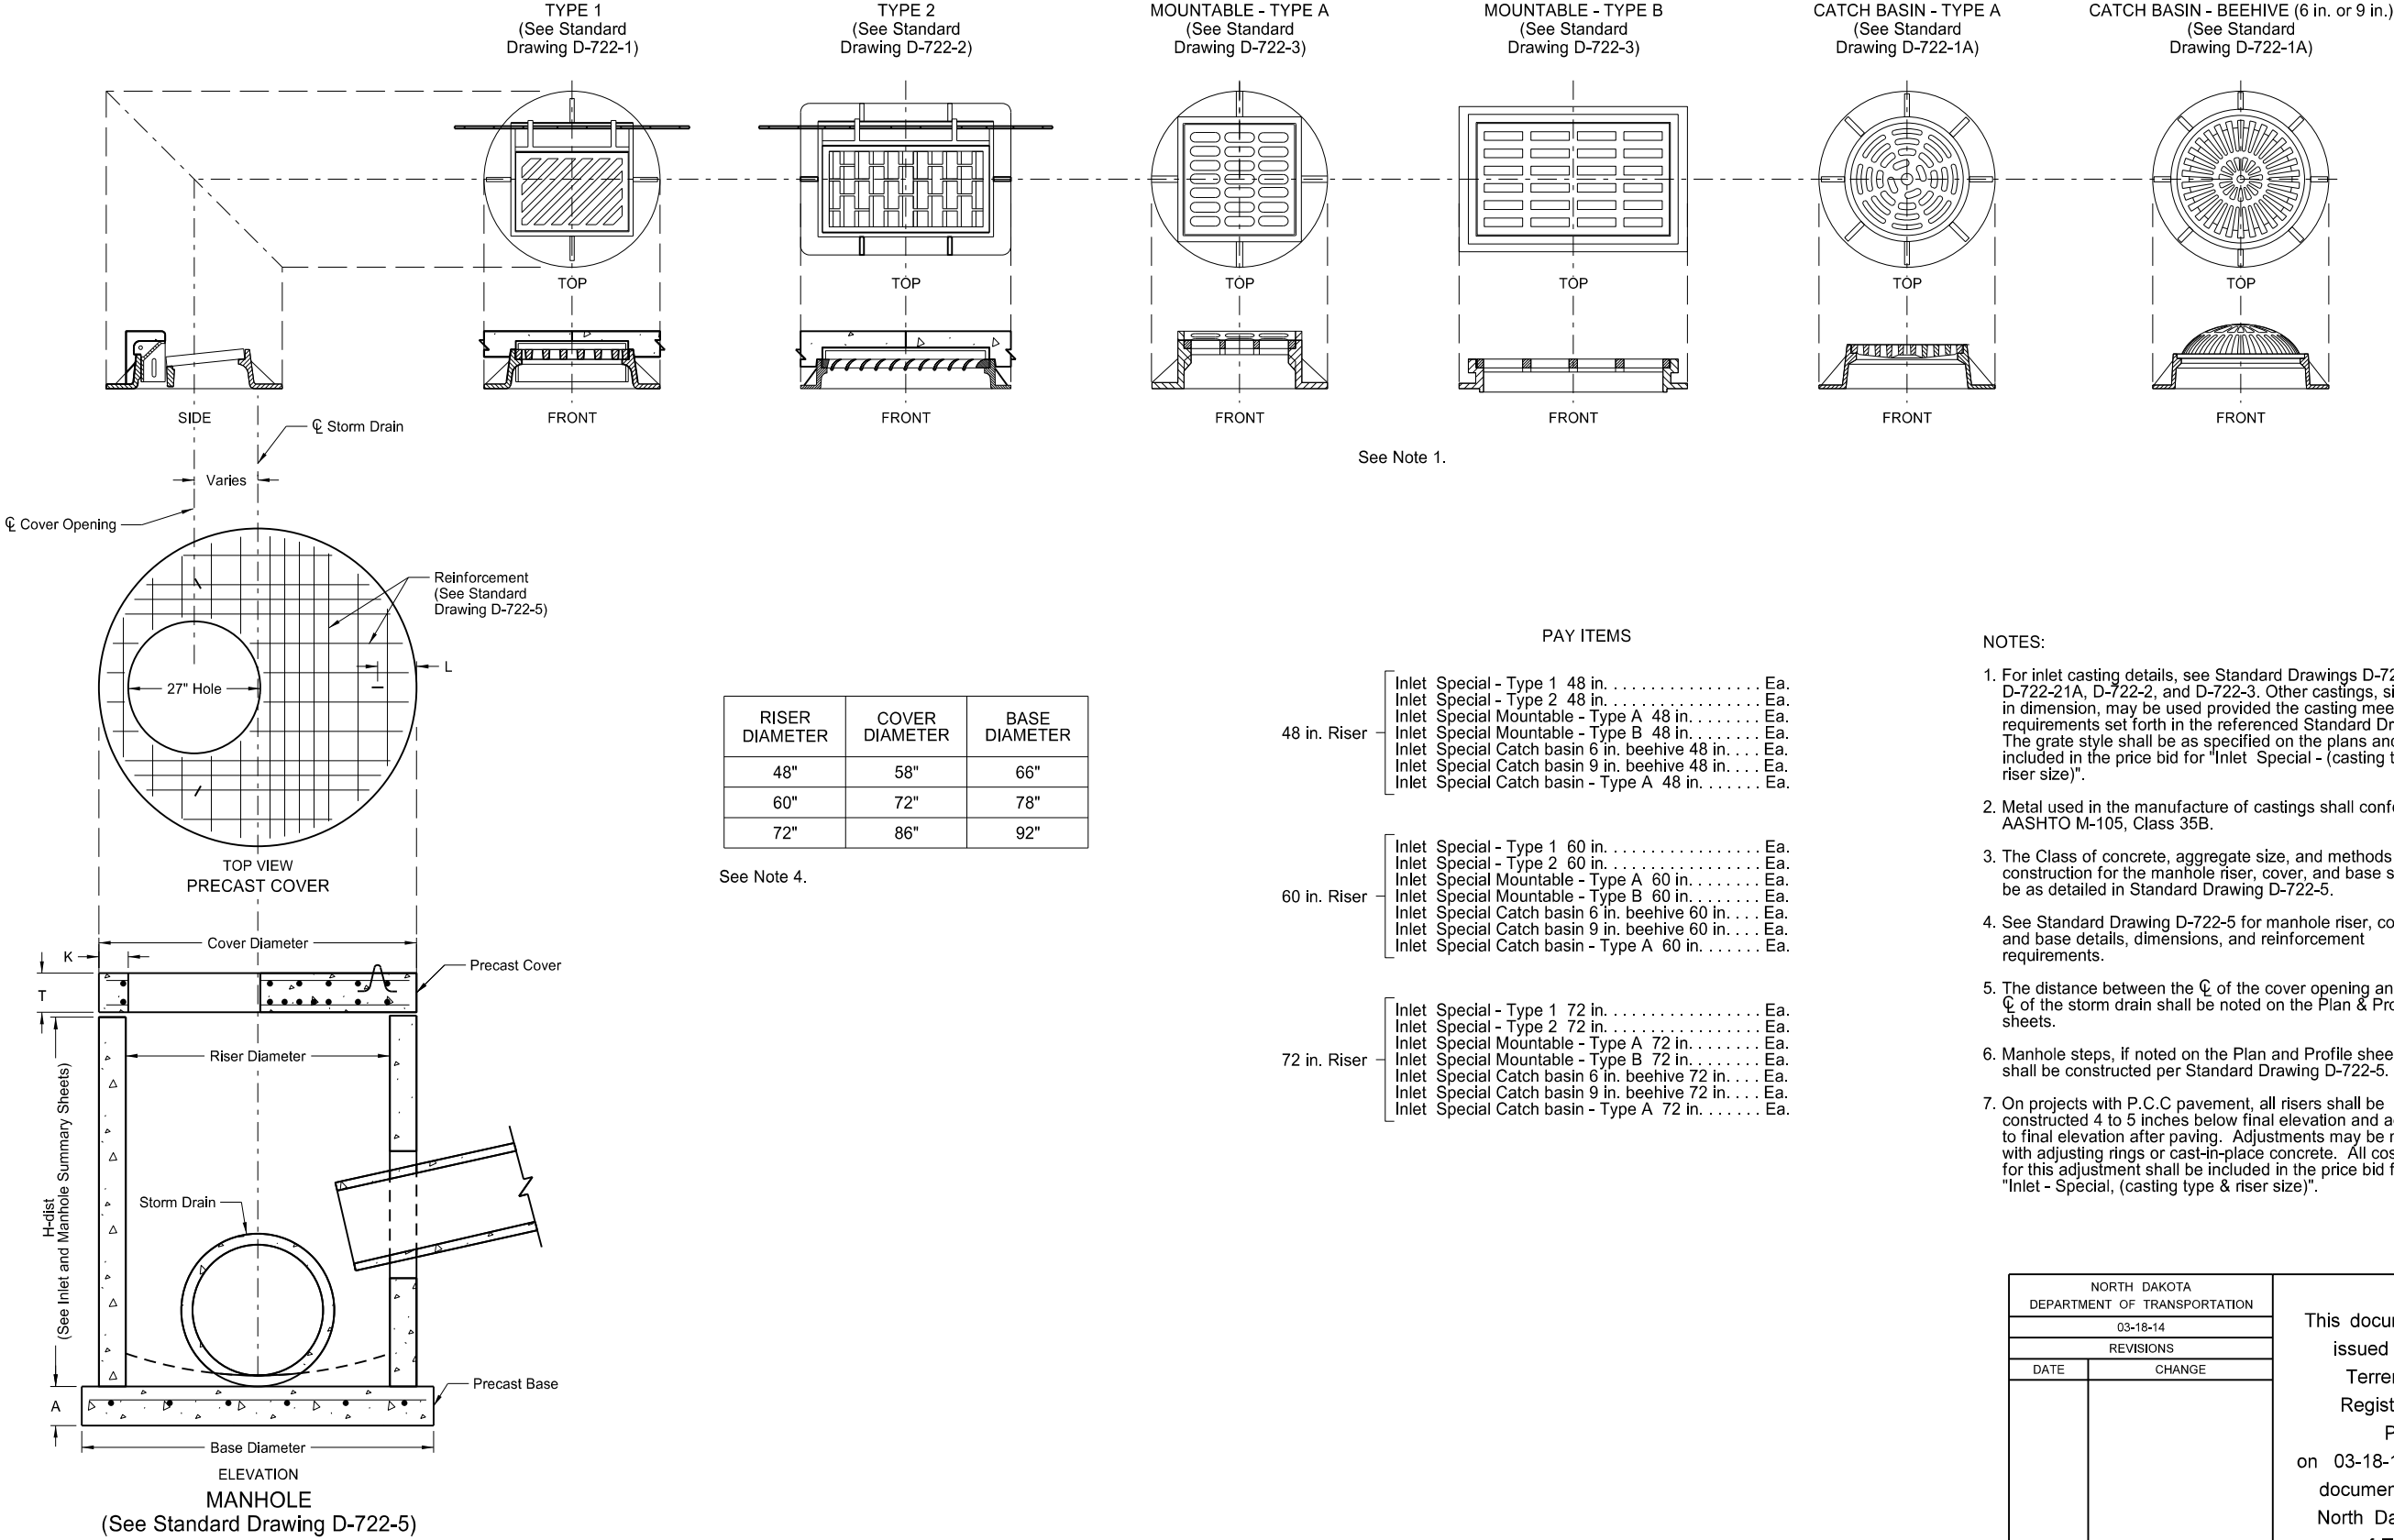 TYPE 1
(See Standard
Drawing D-722-1)
TYPE 2
(See Standard
Drawing D-722-2)
MOUNTABLE - TYPE A
(See Standard
Drawing D-722-3)
MOUNTABLE - TYPE B
(See Standard
Drawing D-722-3)
CATCH BASIN - TYPE A
(See Standard
Drawing D-722-1A)
CATCH BASIN - BEEHIVE (6 in. or 9 in.)
(See Standard
Drawing D-722-1A)
TOP
TOP
TOP
TOP
TOP
TOP
SIDE
FRONT
FRONT
FRONT
FRONT
FRONT
FRONT
℄ Storm Drain
See Note 1.
Varies
℄ Cover Opening
Reinforcement
(See Standard
Drawing D-722-5)
L
27" Hole
TOP VIEW
PRECAST COVER
Cover Diameter
K
Precast Cover
T
Riser Diameter
H-dist
(See Inlet and Manhole Summary Sheets)
Storm Drain
Precast Base
A
Base Diameter
ELEVATION
MANHOLE
(See Standard Drawing D-722-5)
RISER DIAMETER COVER DIAMETER BASE DIAMETER
48" 58" 66"
60" 72" 78"
72" 86" 92"
See Note 4.
PAY ITEMS
48 in. Riser
Inlet Special - Type 1 48 in. . . . . . . . . . . . . . . . . Ea.
Inlet Special - Type 2 48 in. . . . . . . . . . . . . . . . . Ea.
Inlet Special Mountable - Type A 48 in. . . . . . . . Ea.
Inlet Special Mountable - Type B 48 in. . . . . . . . Ea.
Inlet Special Catch basin 6 in. beehive 48 in. . . . Ea.
Inlet Special Catch basin 9 in. beehive 48 in. . . . Ea.
Inlet Special Catch basin - Type A 48 in. . . . . . . Ea.
60 in. Riser
Inlet Special - Type 1 60 in. . . . . . . . . . . . . . . . . Ea.
Inlet Special - Type 2 60 in. . . . . . . . . . . . . . . . . Ea.
Inlet Special Mountable - Type A 60 in. . . . . . . . Ea.
Inlet Special Mountable - Type B 60 in. . . . . . . . Ea.
Inlet Special Catch basin 6 in. beehive 60 in. . . . Ea.
Inlet Special Catch basin 9 in. beehive 60 in. . . . Ea.
Inlet Special Catch basin - Type A 60 in. . . . . . . Ea.
72 in. Riser
Inlet Special - Type 1 72 in. . . . . . . . . . . . . . . . . Ea.
Inlet Special - Type 2 72 in. . . . . . . . . . . . . . . . . Ea.
Inlet Special Mountable - Type A 72 in. . . . . . . . Ea.
Inlet Special Mountable - Type B 72 in. . . . . . . . Ea.
Inlet Special Catch basin 6 in. beehive 72 in. . . . Ea.
Inlet Special Catch basin 9 in. beehive 72 in. . . . Ea.
Inlet Special Catch basin - Type A 72 in. . . . . . . Ea.
NOTES:
1. For inlet casting details, see Standard Drawings
D-722-21A, D-722-2, and D-722-3. Other castings,
in dimension, may be used provided the casting
requirements set forth in the referenced Standard
The grate style shall be as specified on the plans
included in the price bid for "Inlet Special - (casting
riser size)".
2. Metal used in the manufacture of castings shall
AASHTO M-105, Class 35B.
3. The Class of concrete, aggregate size, and methods
construction for the manhole riser, cover, and base
be as detailed in Standard Drawing D-722-5.
4. See Standard Drawing D-722-5 for manhole riser,
and base details, dimensions, and reinforcement
requirements.
5. The distance between the ℄ of the cover opening
℄ of the storm drain shall be noted on the Plan &
sheets.
6. Manhole steps, if noted on the Plan and Profile
shall be constructed per Standard Drawing D-722-5.
7. On projects with P.C.C pavement, all risers shall be
constructed 4 to 5 inches below final elevation and
to final elevation after paving. Adjustments may be
with adjusting rings or cast-in-place concrete. All
for this adjustment shall be included in the price bid
"Inlet - Special, (casting type & riser size)".
NORTH DAKOTA
DEPARTMENT OF TRANSPORTATION
03-18-14
REVISIONS
DATE CHANGE
This
issued
on
North